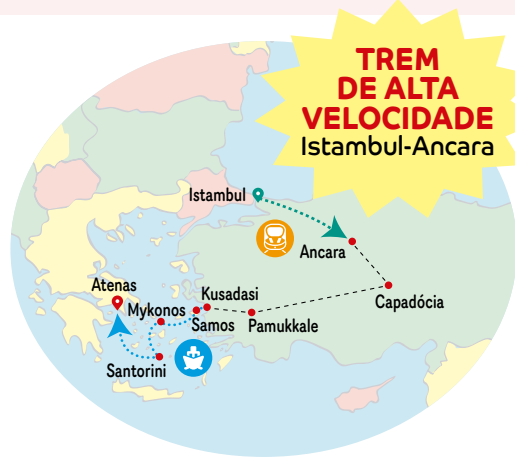 TREM
DE ALTA
VELOCIDADE
Istambul-Ancara
Istambul
Ancara
Atenas
Kusadasi
Capadócia
Mykonos
Samos
Pamukkale
Santorini